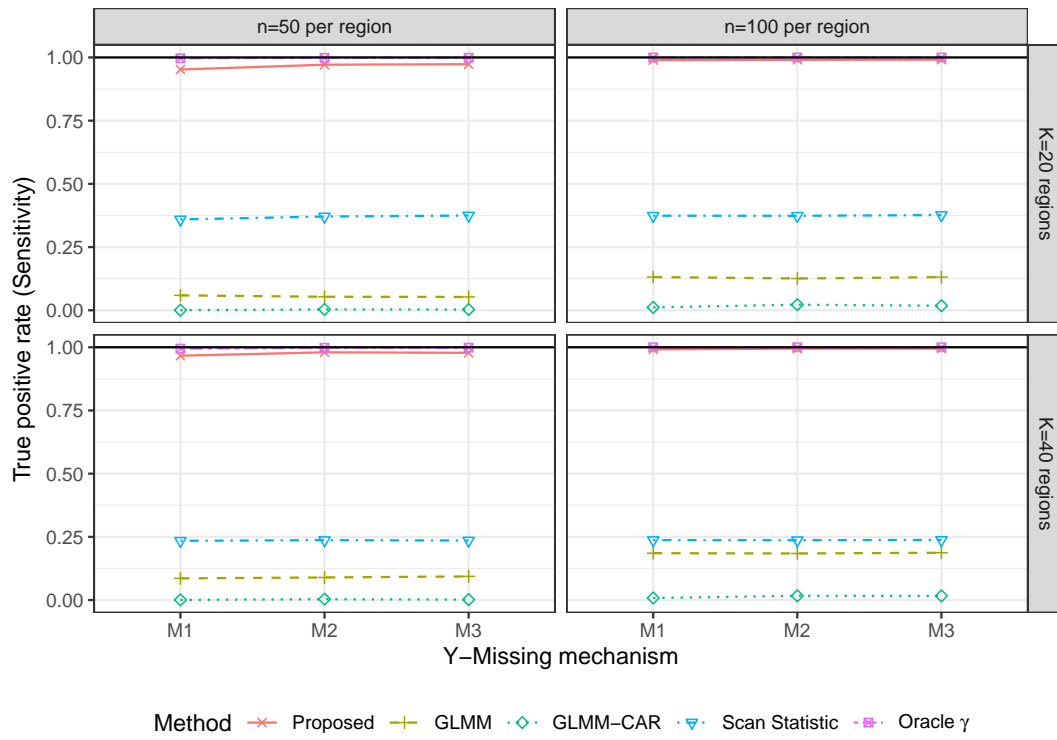 n=50 per region
n=100 per region
1.00
0.75
0.50
0.25
0.00
K=20 regions
1.00
0.75
0.50
0.25
0.00
K=40 regions
True positive rate (Sensitivity)
M1 M2 M3
M1 M2 M3
Y−Missing mechanism
Method Proposed GLMM GLMM−CAR Scan Statistic Oracle γ